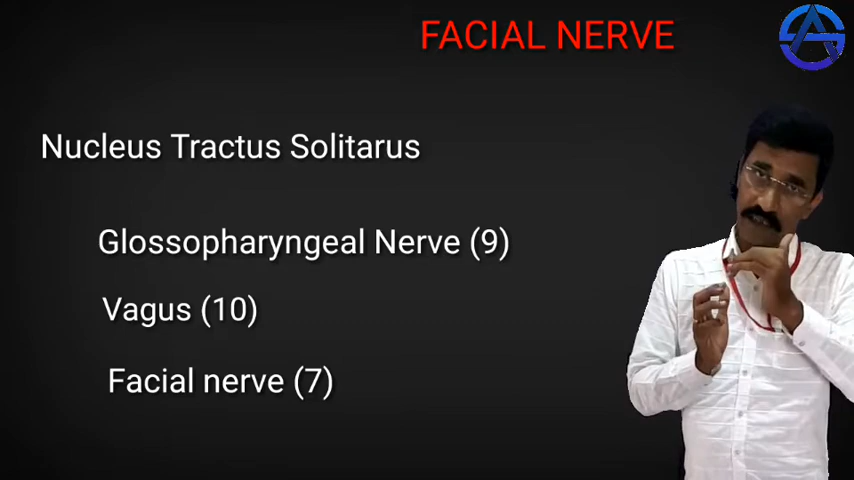 FACIAL NERVE
Nucleus Tractus Solitarus
Glossopharyngeal Nerve (9)
Vagus (10)
Facial nerve (7)